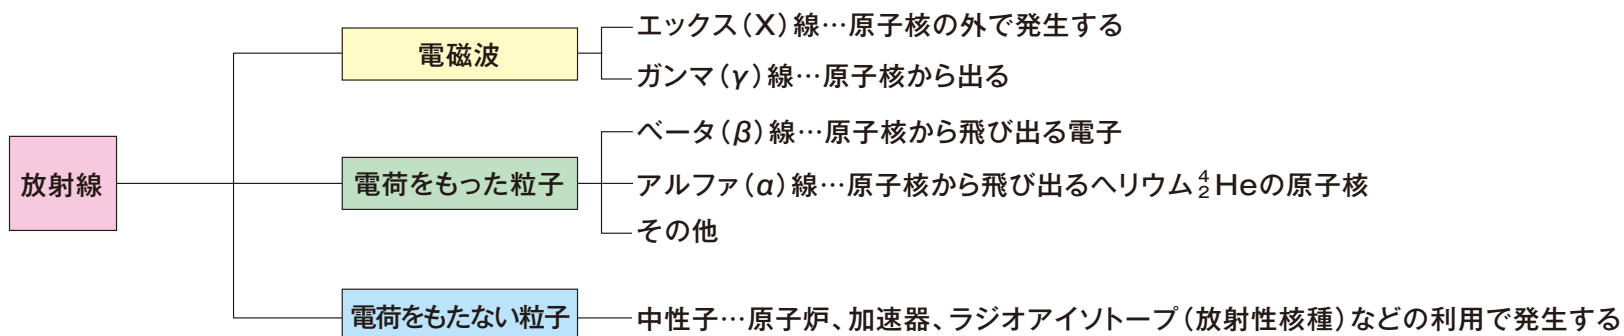 エックス(X)線…原子核の外で発生する
電磁波
ガンマ(γ)線…原子核から出る
ベータ(β)線…原子核から飛び出る電子
放射線
電荷をもった粒子
アルファ(α)線…原子核から飛び出るヘリウム⁴₂Heの原子核
その他
電荷をもたない粒子
中性子…原子炉、加速器、ラジオアイソトープ(放射性核種)などの利用で発生する